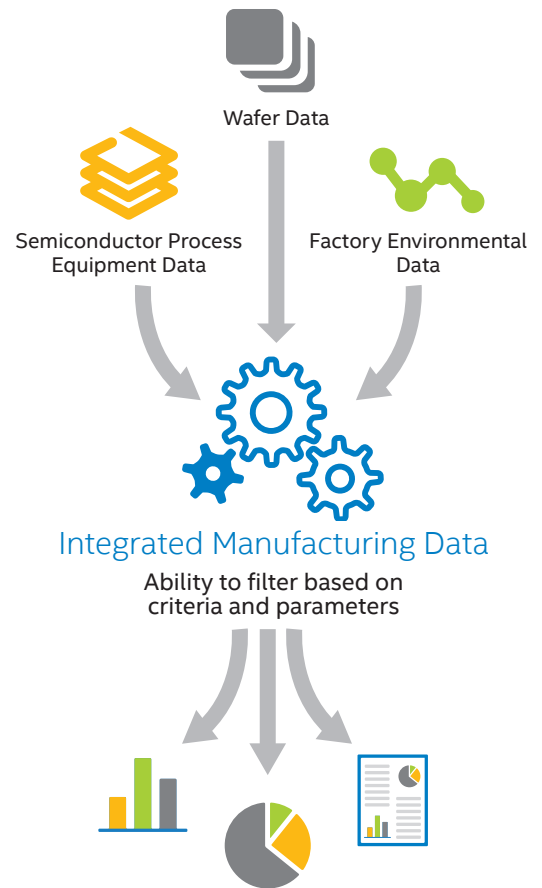 Wafer Data
Semiconductor Process
Equipment Data
Factory Environmental
Data
Integrated Manufacturing Data
Ability to filter based on
criteria and parameters